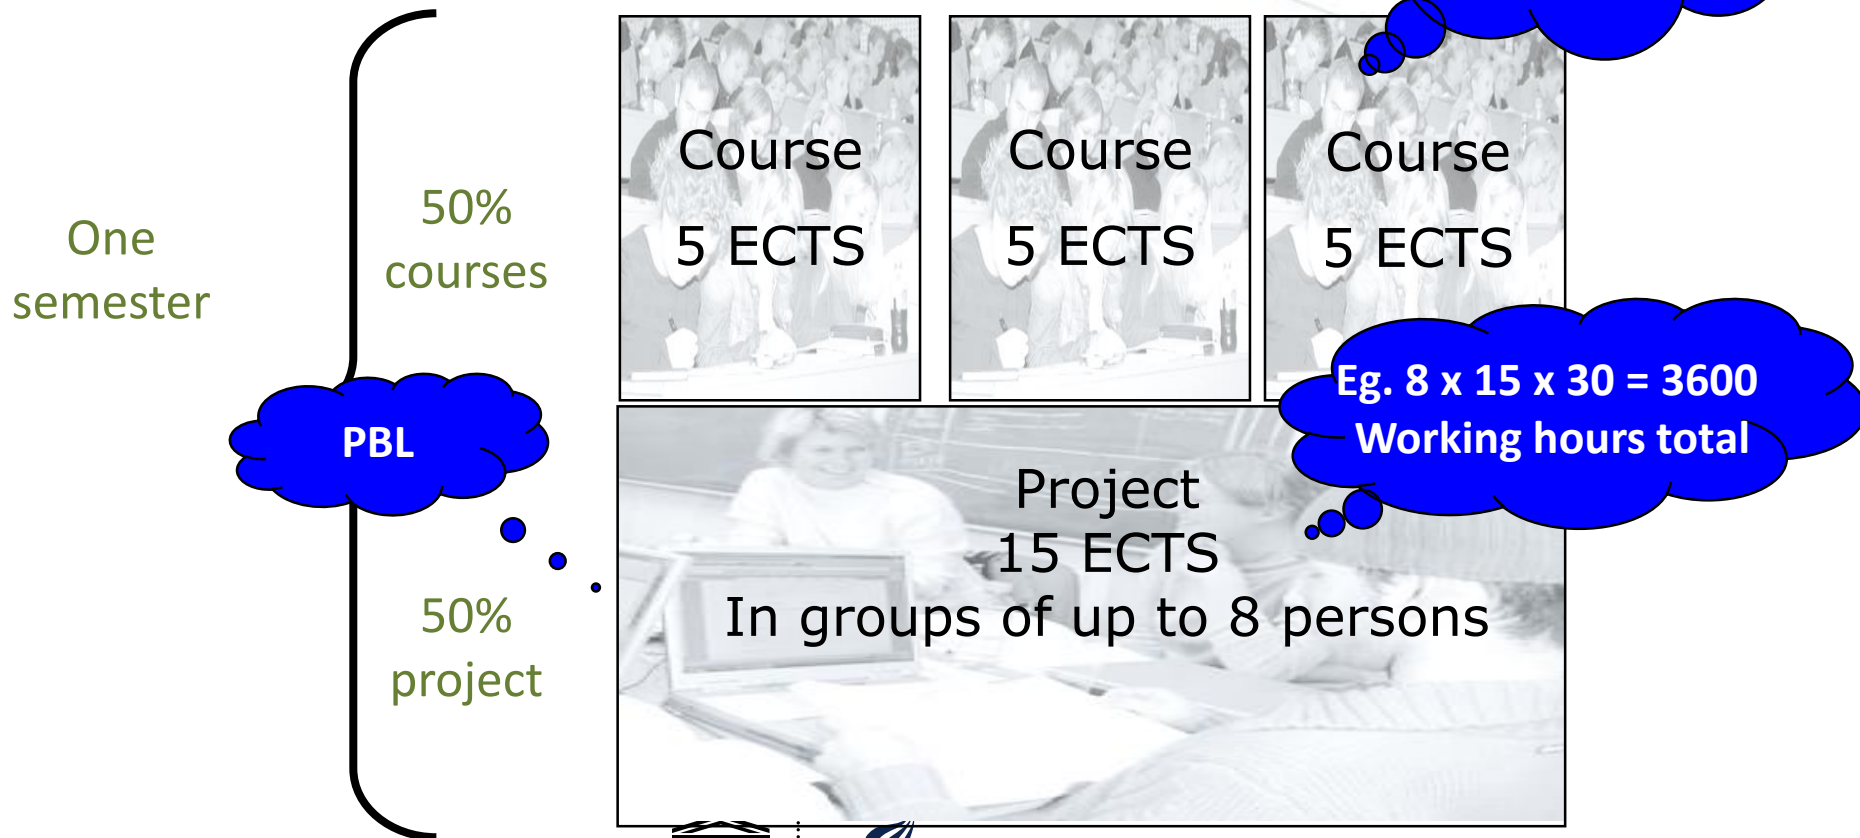 One
semester
50%
courses
Course
5 ECTS
Course
5 ECTS
Course
5 ECTS
PBL
Eg. 8 x 15 x 30 = 3600
Working hours total
50%
project
Project
15 ECTS
In groups of up to 8 persons